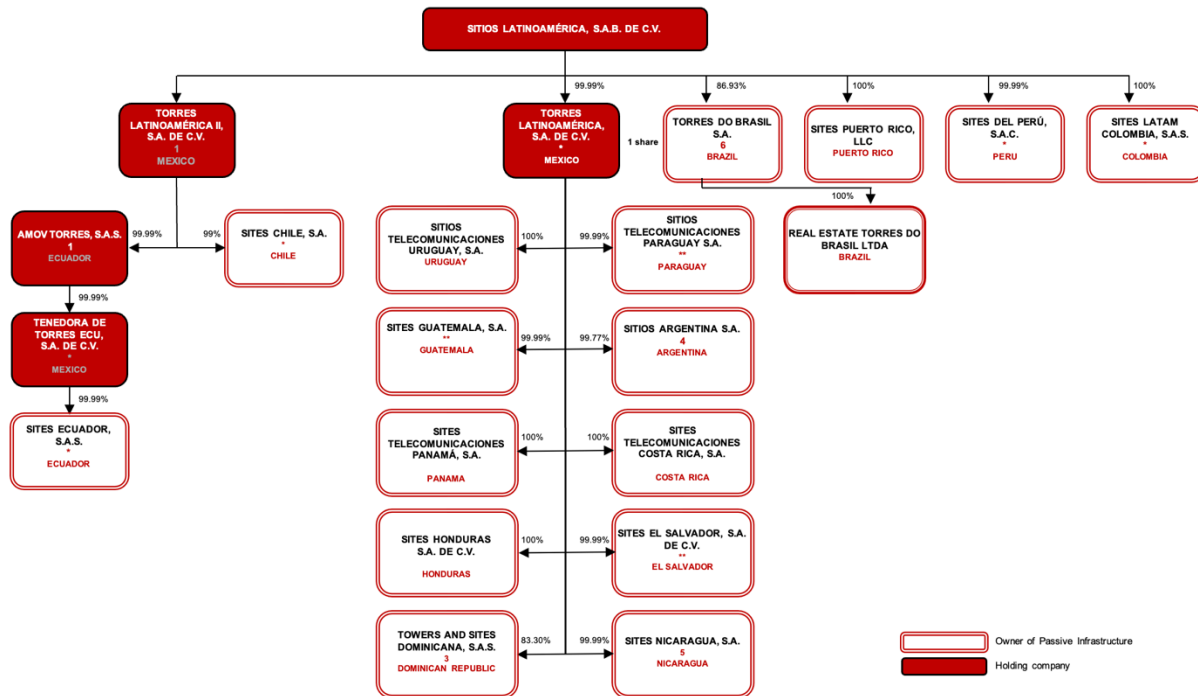 SITIOS LATINOAMÉRICA, S.A.B. DE C.V.
99.99%
86.93%
100%
99.99%
100%
TORRES
LATINOAMÉRICA II,
S.A. DE C.V.
1
MEXICO
TORRES
LATINOAMÉRICA,
S.A. DE C.V.
*
MEXICO
1 share
TORRES DO BRASIL
S.A.
6
BRAZIL
SITES PUERTO RICO,
LLC
PUERTO RICO
SITES DEL PERÚ,
S.A.C.
*
PERU
SITES LATAM
COLOMBIA, S.A.S.
*
COLOMBIA
100%
AMOV TORRES, S.A.S.
1
ECUADOR
99.99%
99%
SITES CHILE, S.A.
*
CHILE
SITIOS
TELECOMUNICACIONES
URUGUAY, S.A.
URUGUAY
100%
99.99%
SITIOS
TELECOMUNICACIONES
PARAGUAY S.A.
**
PARAGUAY
REAL ESTATE TORRES DO
BRASIL LTDA
BRAZIL
99.99%
TENEDORA DE
TORRES ECU,
S.A. DE C.V.
*
MEXICO
SITES GUATEMALA, S.A.
**
GUATEMALA
99.99%
99.77%
SITIOS ARGENTINA S.A.
4
ARGENTINA
99.99%
SITES ECUADOR,
S.A.S.
*
ECUADOR
SITES
TELECOMUNICACIONES
PANAMÁ, S.A.
PANAMA
100%
100%
SITES
TELECOMUNICACIONES
COSTA RICA, S.A.
COSTA RICA
SITES HONDURAS
S.A. DE C.V.
HONDURAS
100%
99.99%
SITES EL SALVADOR, S.A.
DE C.V.
**
EL SALVADOR
TOWERS AND SITES
DOMINICANA, S.A.S.
3
DOMINICAN REPUBLIC
83.30%
99.99%
SITES NICARAGUA, S.A.
5
NICARAGUA
Owner of Passive Infrastructure
Holding company